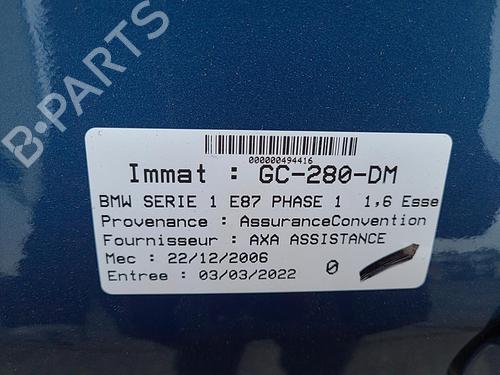 B-PARTS
000000494416
Immat : GC-280-DM
BMW SERIE 1 E87 PHASE 1 1,6 Esse
Provenance : AssuranceConvention
Fournisseur : AXA ASSISTANCE
Mec : 22/12/2006
Entree : 03/03/2022 0